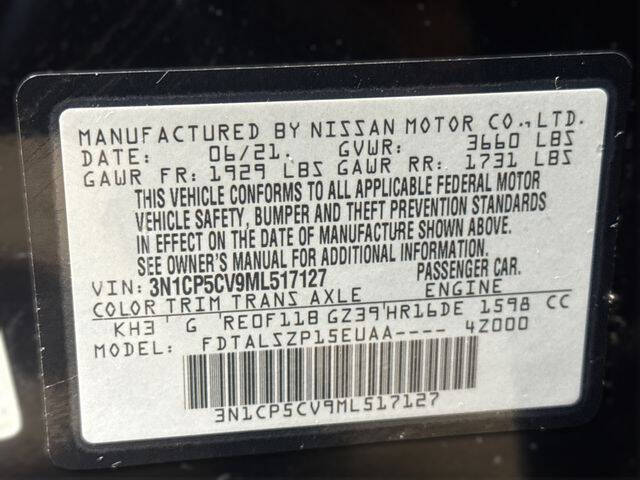 MANUFACTURED BY NISSAN MOTOR CO.,LTD.
DATE: 06/21. GVWR: 3660 LBS
GAWR FR: 1929 LBS GAWR RR: 1731 LBS
THIS VEHICLE CONFORMS TO ALL APPLICABLE FEDERAL MOTOR
VEHICLE SAFETY, BUMPER AND THEFT PREVENTION STANDARDS
IN EFFECT ON THE DATE OF MANUFACTURE SHOWN ABOVE.
SEE OWNER'S MANUAL FOR ADDITIONAL INFORMATION.
VIN: 3N1CP5CV9ML517127 PASSENGER CAR.
COLOR TRIM TRANS AXLE ENGINE
KH3 G RE0F11B GZ39 HR16DE 1598 CC
FDTALSZP15EUAA---- 4Z000
3N1CP5CV9ML517127